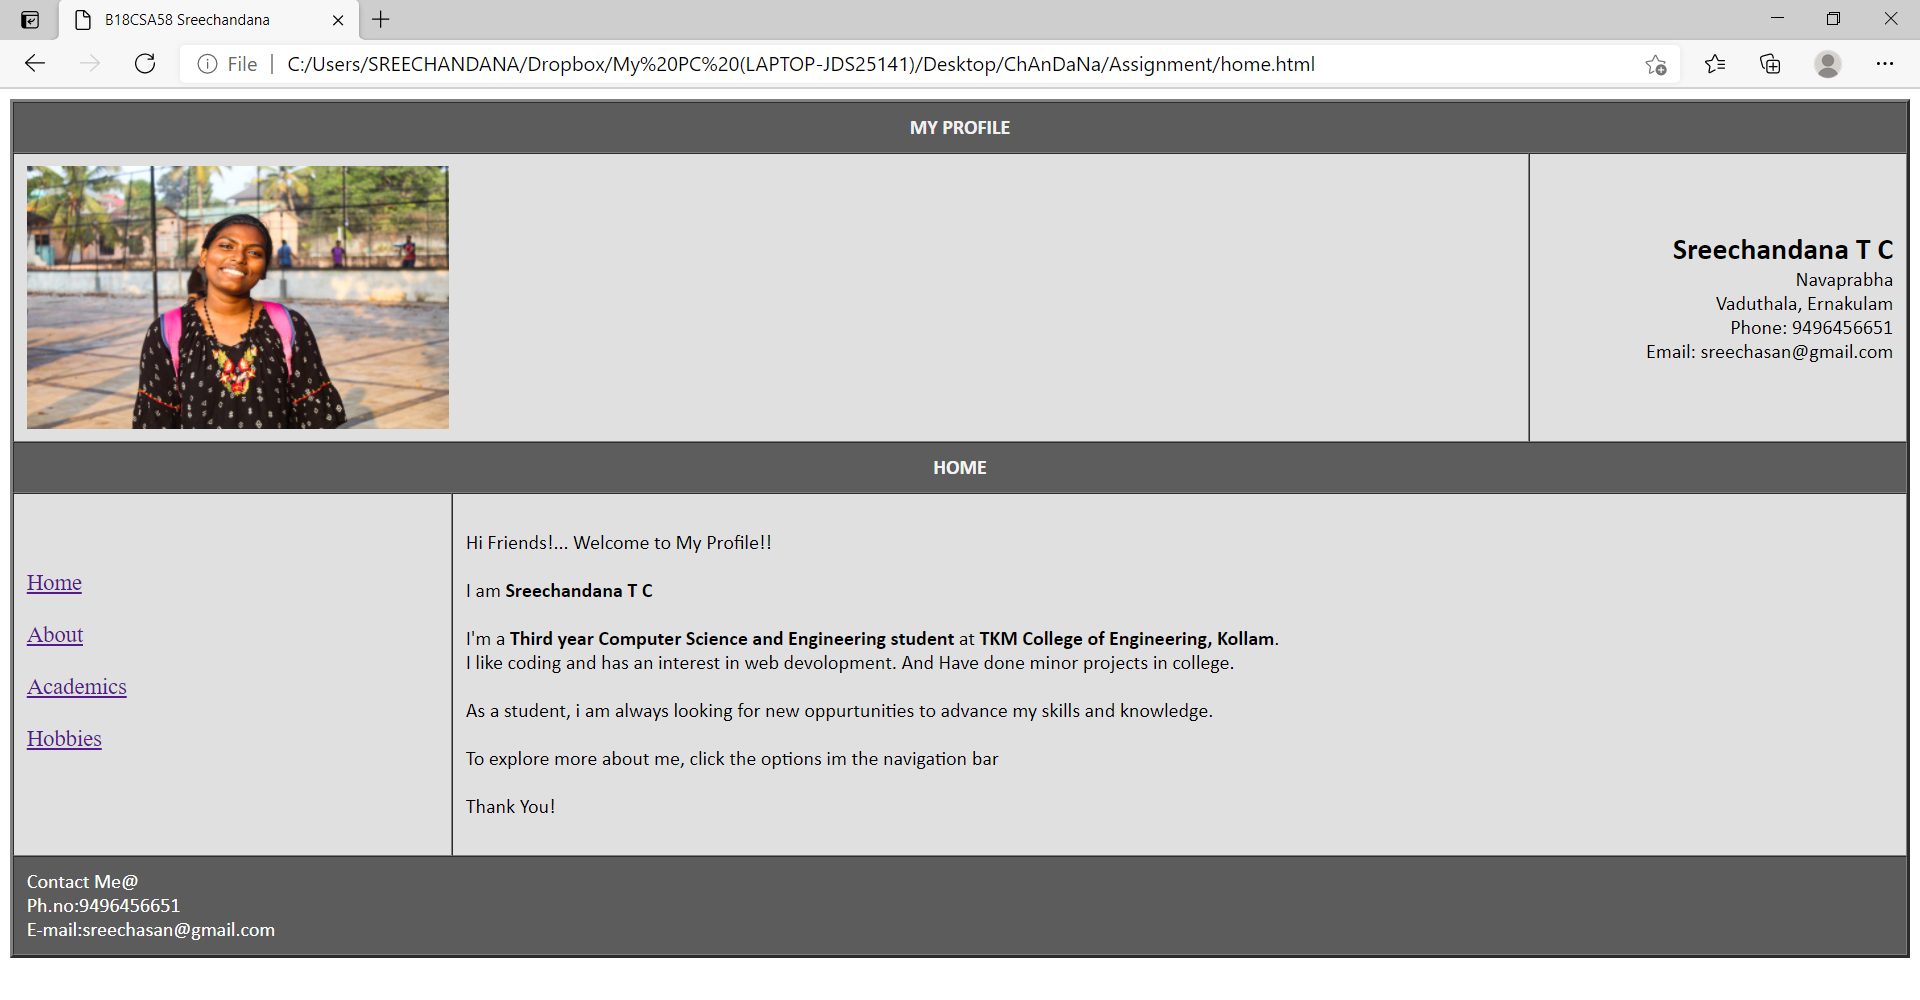 B18CSA58 Sreechandana
File | C:/Users/SREECHANDANA/Dropbox/My%20PC%20(LAPTOP-JDS25141)/Desktop/ChAnDaNa/Assignment/home.html
MY PROFILE
Sreechandana T C
Navaprabha
Vaduthala, Ernakulam
Phone: 9496456651
Email: sreechasan@gmail.com
HOME
Home
About
Academics
Hobbies
Hi Friends!... Welcome to My Profile!!
I am Sreechandana T C
I'm a Third year Computer Science and Engineering student at TKM College of Engineering, Kollam.
I like coding and has an interest in web devolopment. And Have done minor projects in college.
As a student, i am always looking for new oppurtunities to advance my skills and knowledge.
To explore more about me, click the options im the navigation bar
Thank You!
Contact Me@
Ph.no:9496456651
E-mail:sreechasan@gmail.com